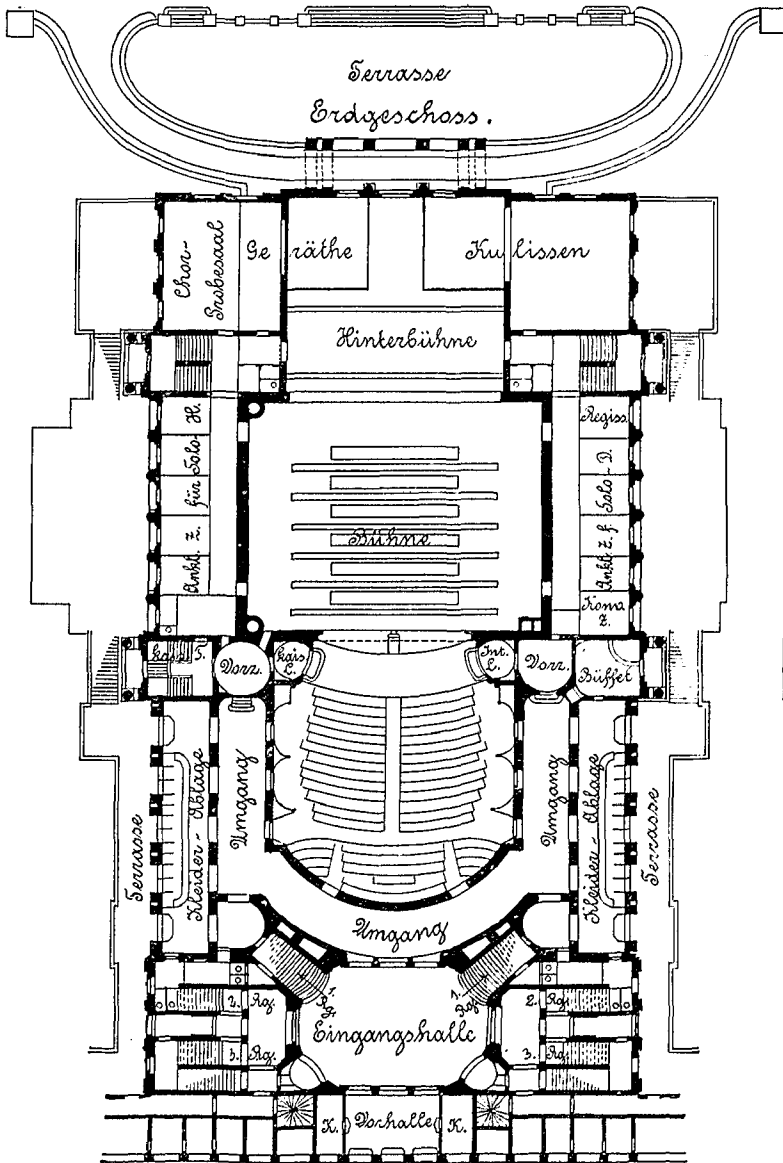 Terrasse
Erdgeschoss.
Chor-
Probesaal
Geräthe
Kulissen
Hinterbühne
Ankl. Z. für Solo-H.
Regiss.
Ankl. Z. f. Solo-D.
Bühne
Z.
Vorz.
Kais.
L.
Int.
L.
Vorz.
Büffet
Terrasse
Kleider-Ablage
Umgang
Umgang
Kleider-Ablage
Terrasse
Umgang
1.
Rg.
1.
Rg.
2. Rg.
2. Rg.
Eingangshalle
3. Rg.
3. Rg.
K.
Vorhalle
K.